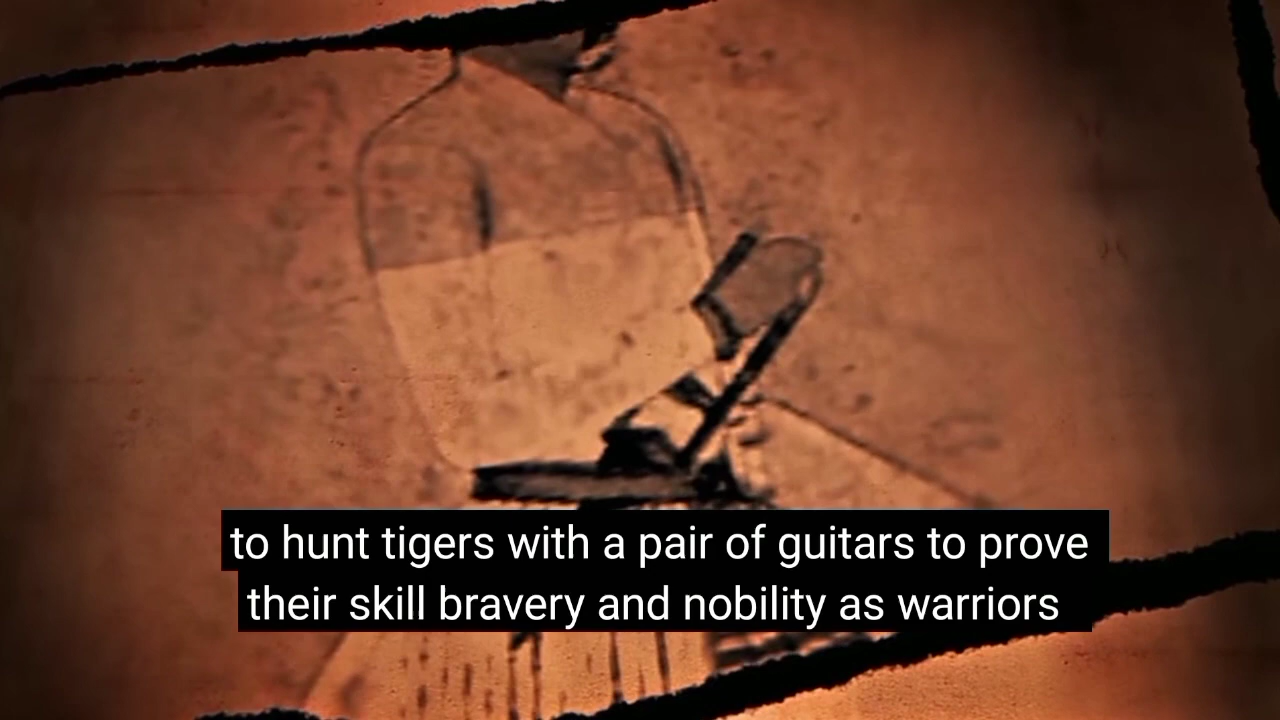 to hunt tigers with a pair of guitars to prove
their skill bravery and nobility as warriors